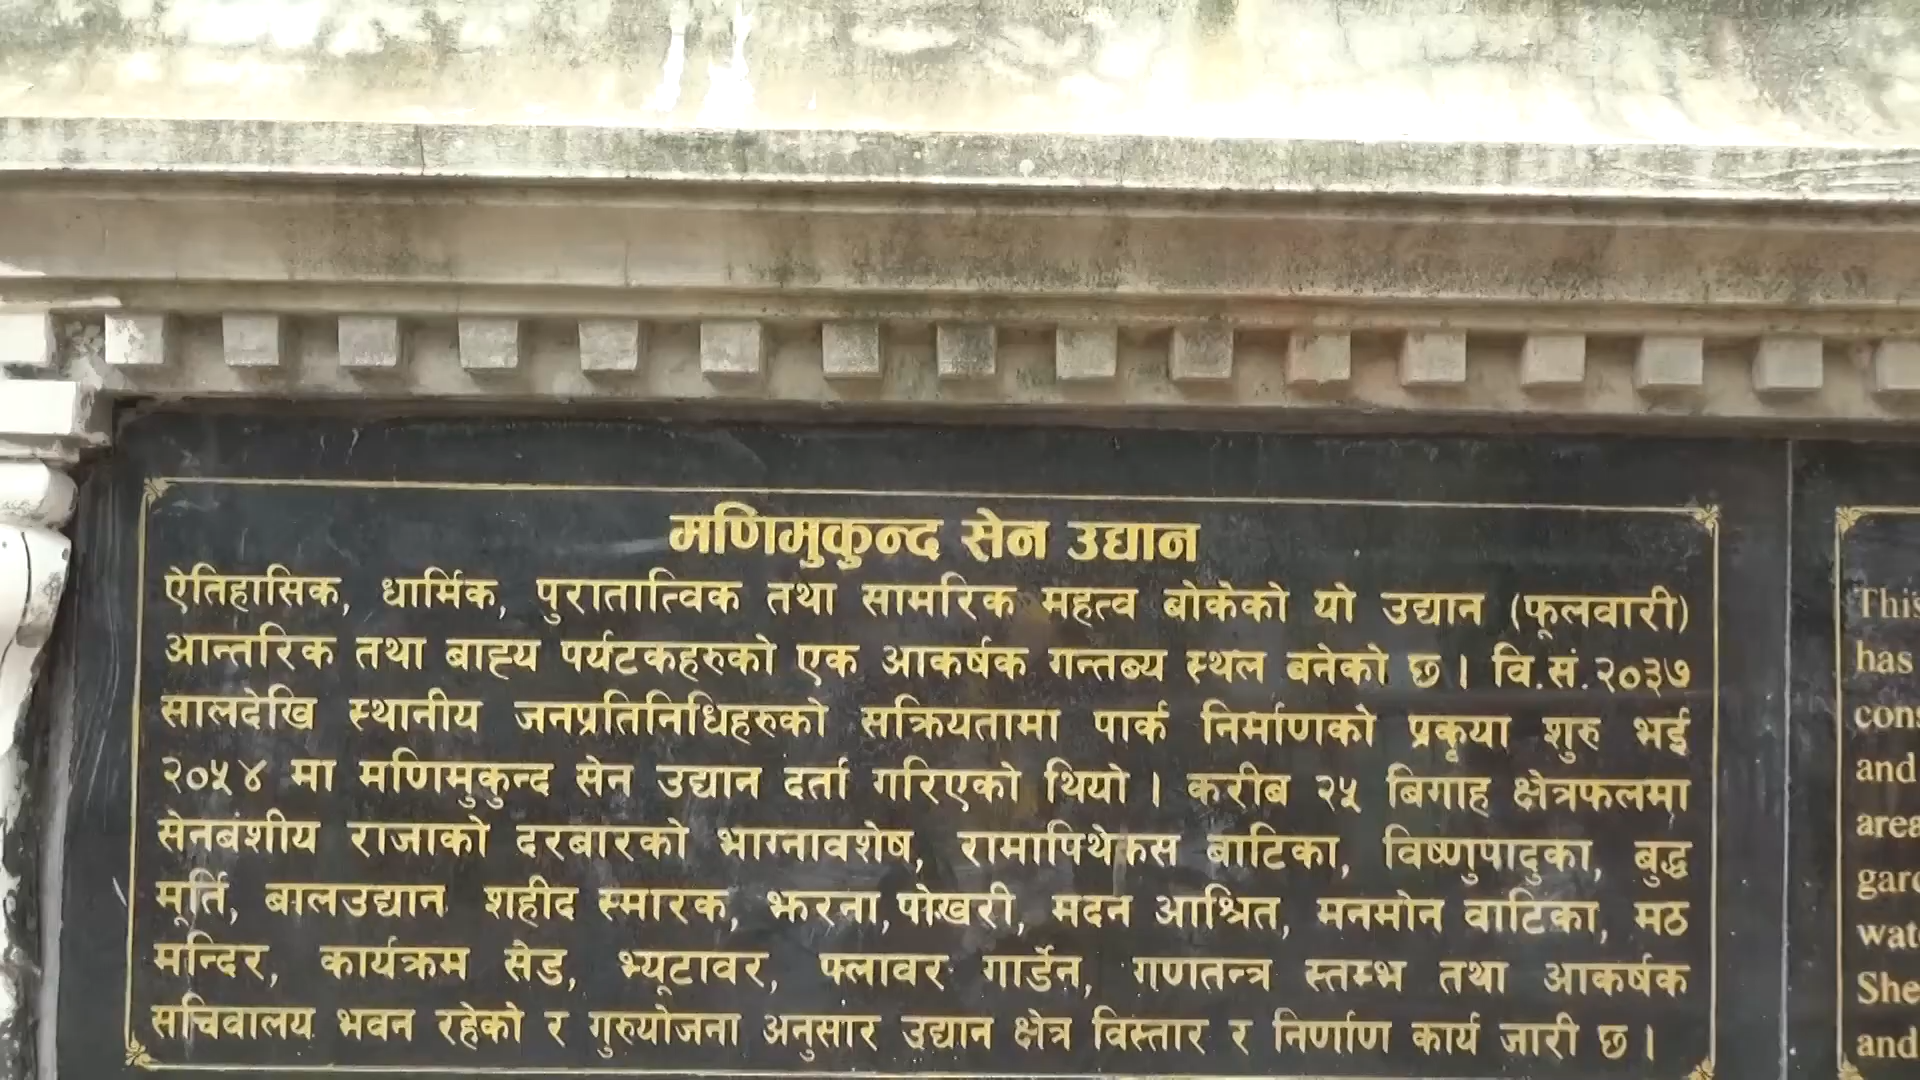 मणिमुकुन्द सेन उद्यान
ऐतिहासिक, धार्मिक, पुरातात्विक तथा सामरिक महत्व बोकेको यो उद्यान (फूलवारी)
आन्तरिक तथा बाह्य पर्यटकहरुको एक आकर्षक गन्तब्य स्थल बनेको छ । वि.सं.२०३७
सालदेखि स्थानीय जनप्रतिनिधिहरुको सक्रियतामा पार्क निर्माणको प्रकृया शुरु भई
२०५४ मा मणिमुकुन्द सेन उद्यान दर्ता गरिएको थियो । करीब २५ बिगाह क्षेत्रफलमा
सेनबंशीय राजाको दरबारको भाग्नावशेष, रामापिथेकस बाटिका, विष्णुपादुका, बुद्ध
मूर्ति, बालउद्यान शहीद स्मारक, झरना,पोखरी, मदन आश्रित, मनमोन वाटिका, मठ
मन्दिर, कार्यक्रम सेड, भ्यूटावर, फ्लावर गार्डेन, गणतन्त्र स्तम्भ तथा आकर्षक
सचिवालय भवन रहेको र गुरुयोजना अनुसार उद्यान क्षेत्र विस्तार र निर्णाण कार्य जारी छ ।
This
has
and
and